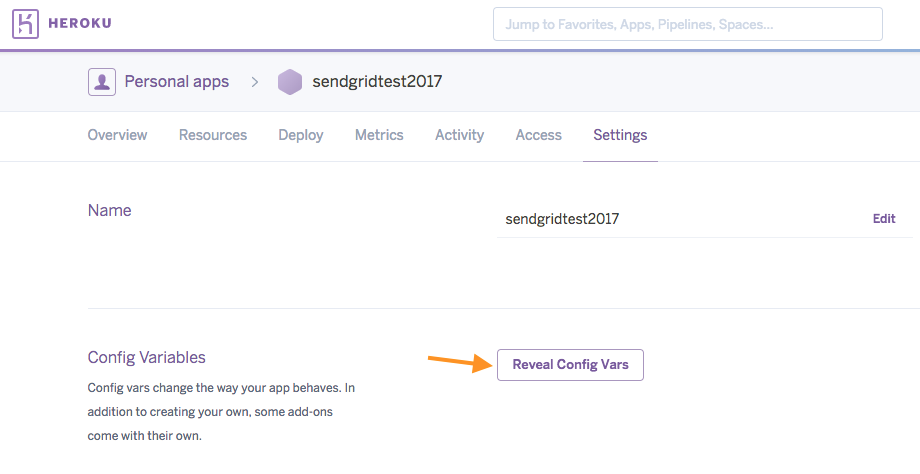 HEROKU
Jump to Favorites, Apps, Pipelines, Spaces...
Personal apps > sendgridtest2017
Overview Resources Deploy Metrics Activity Access Settings
Name
sendgridtest2017 Edit
Config Variables
Reveal Config Vars
Config vars change the way your app behaves. In
addition to creating your own, some add-ons
come with their own.